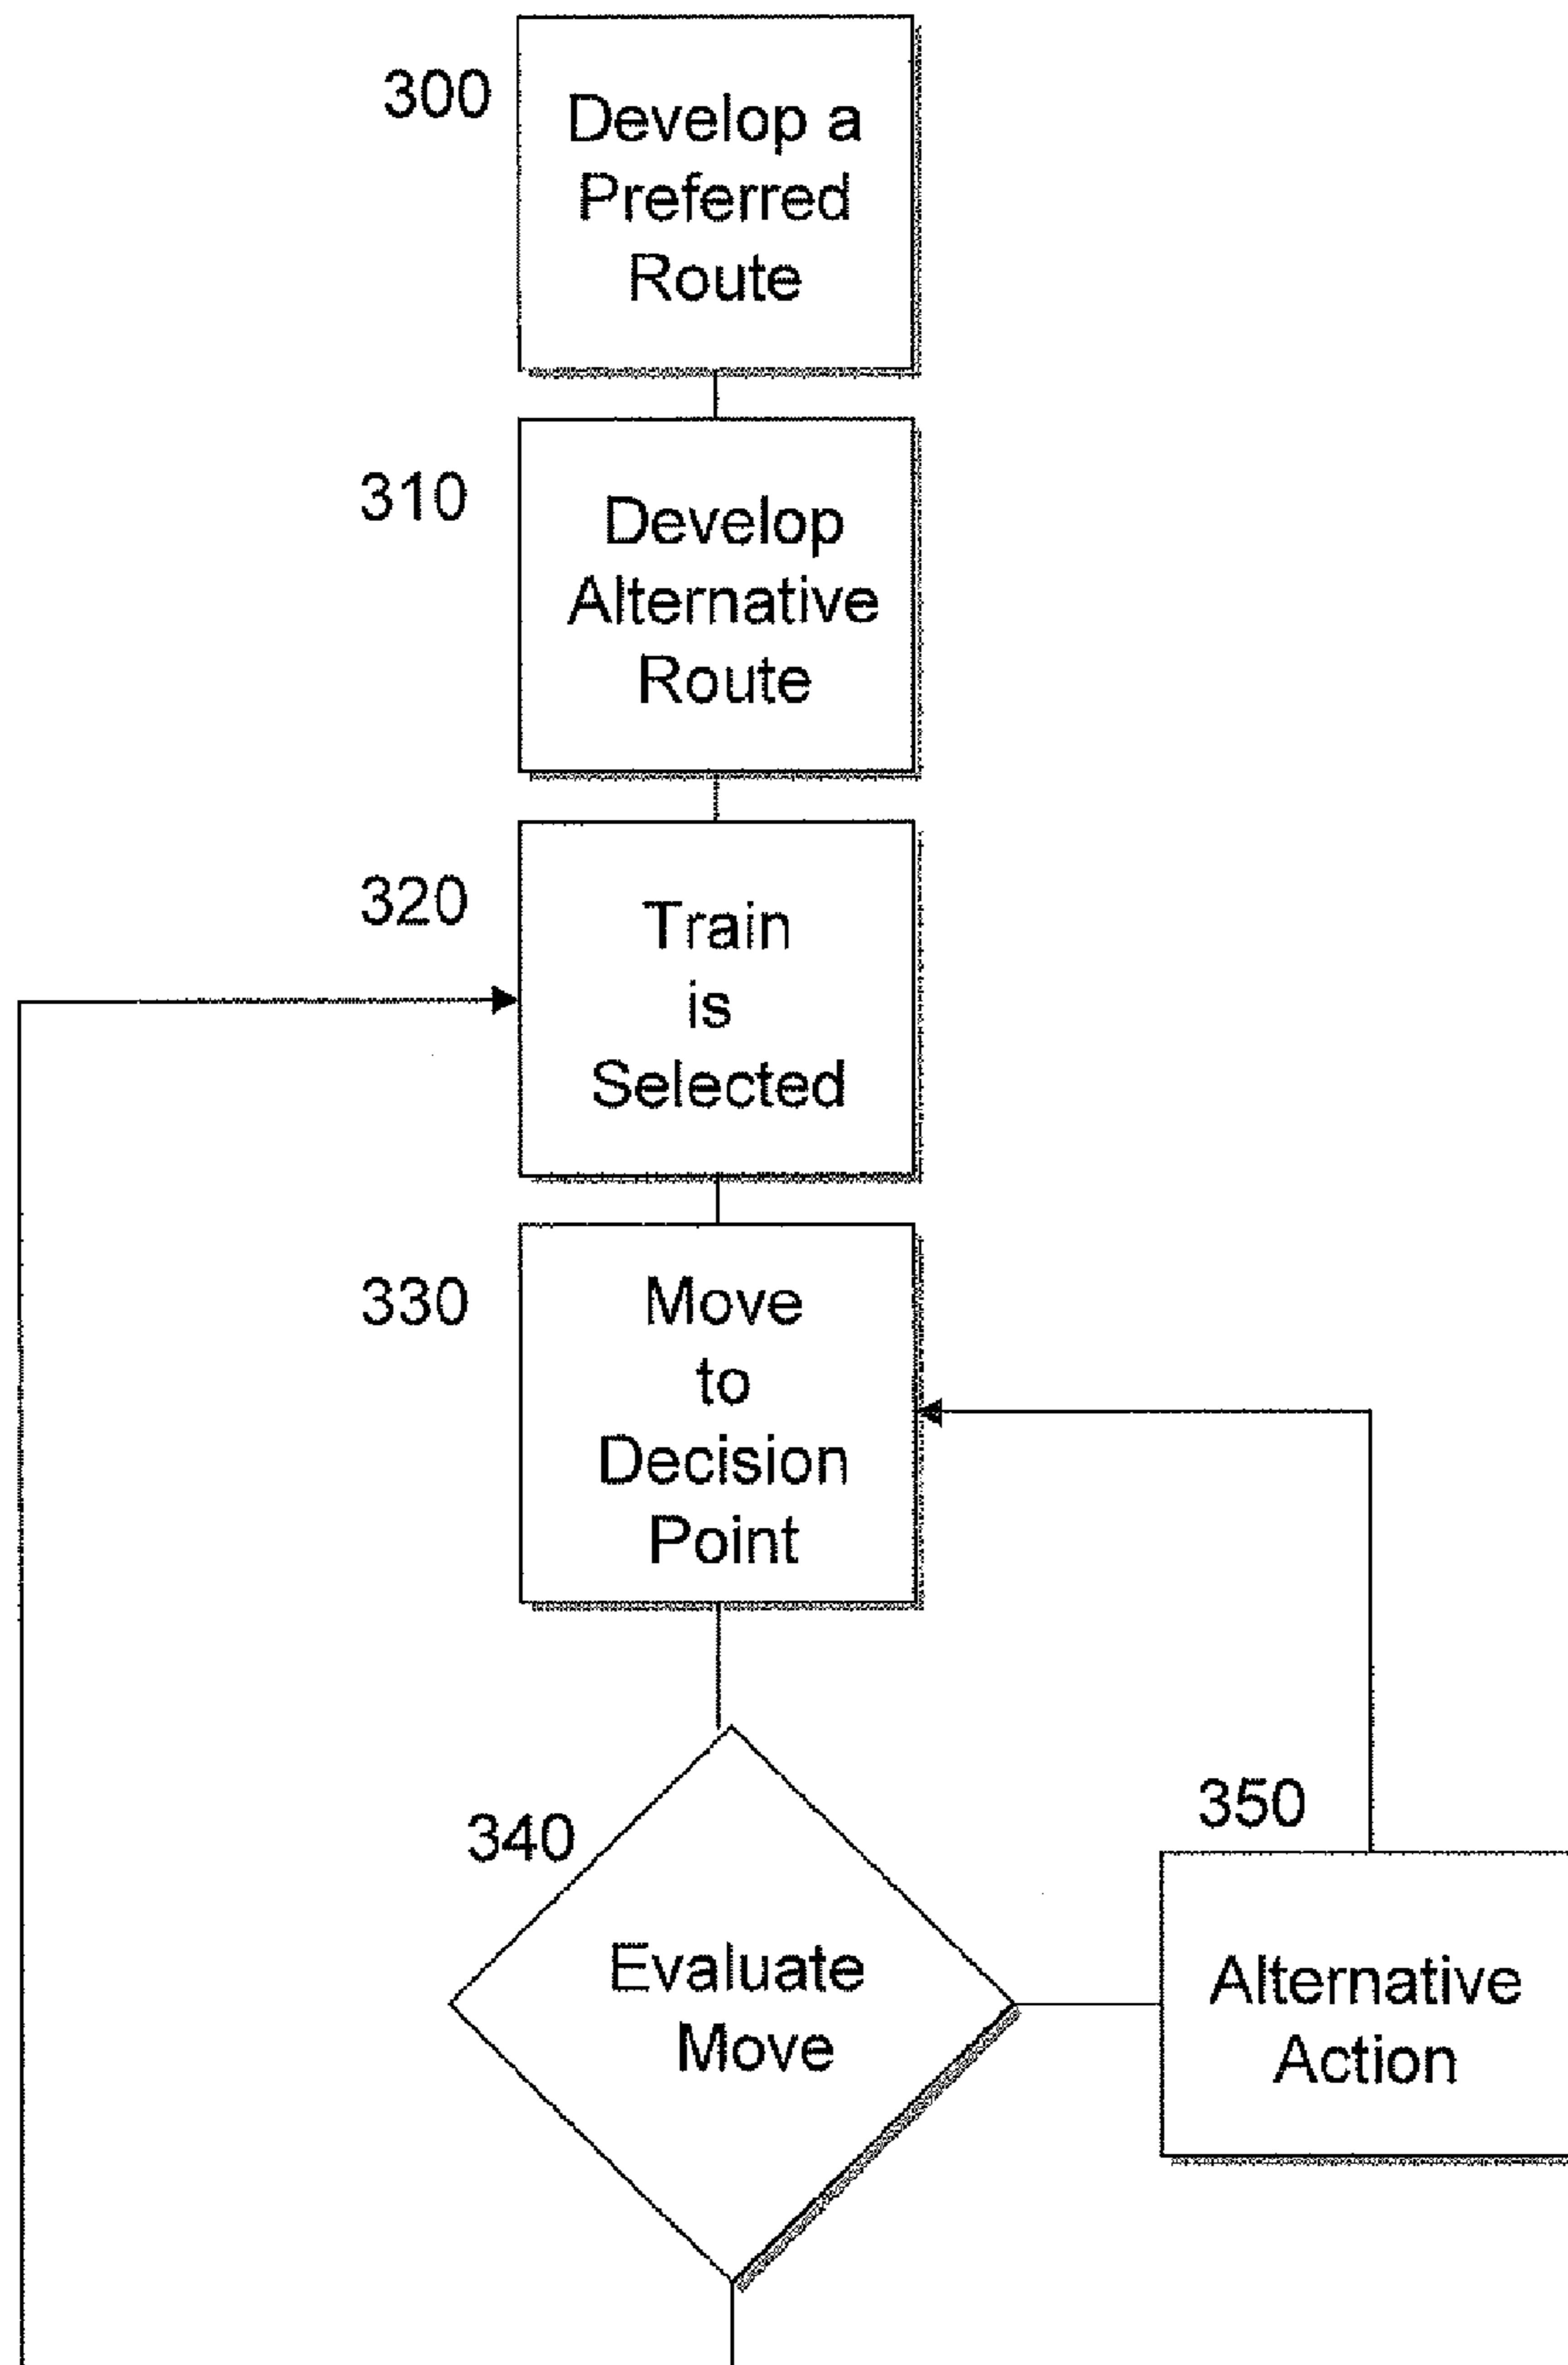 300
Develop a
Preferred
Route
310
Develop
Alternative
Route
320
Train
is
Selected
330
Move
to
Decision
Point
340
Evaluate
Move
350
Alternative
Action